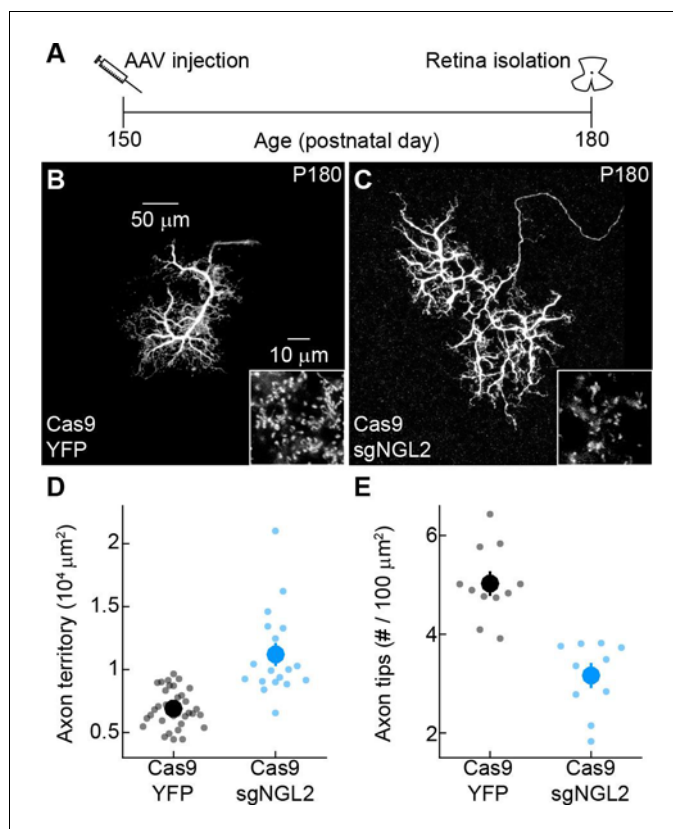 A
AAV injection
Retina isolation
150
Age (postnatal day)
180
B
P180
50 μm
10 μm
Cas9
YFP
C
P180
Cas9
sgNGL2
D
Axon territory (10⁴ μm²)
2
1.5
1
0.5
Cas9
YFP
Cas9
sgNGL2
E
Axon tips (# / 100 μm²)
6
4
2
Cas9
YFP
Cas9
sgNGL2